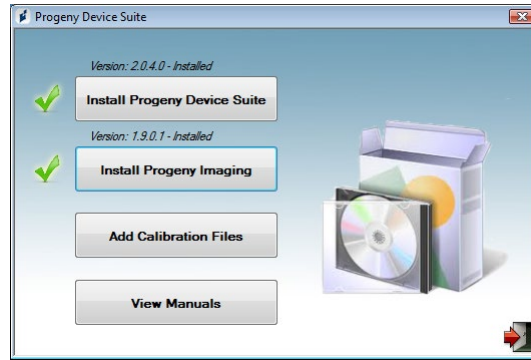 Progeny Device Suite
Version: 2.0.4.0 - Installed
Install Progeny Device Suite
Version: 1.9.0.1 - Installed
Install Progeny Imaging
Add Calibration Files
View Manuals